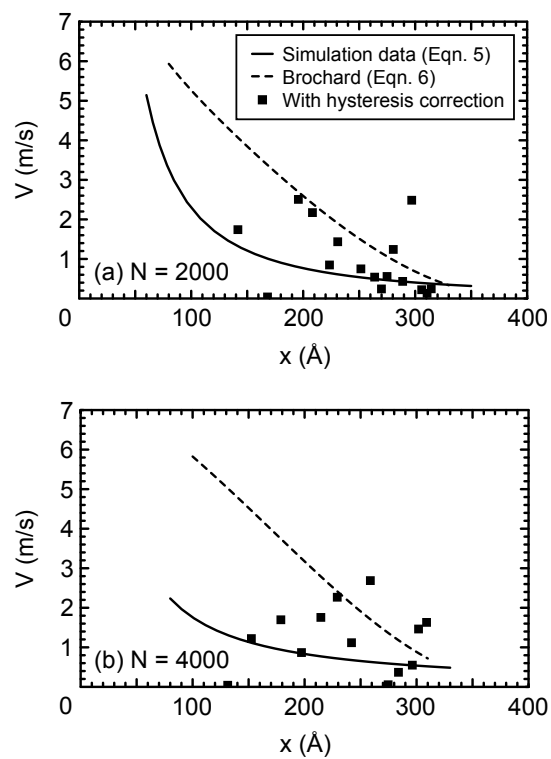 7
6
5
4
3
2
1
V (m/s)
Simulation data (Eqn. 5)
Brochard (Eqn. 6)
With hysteresis correction
(a) N = 2000
0 100 200 300 400
x (Å)
7
6
5
4
3
2
1
0
V (m/s)
(b) N = 4000
0 100 200 300 400
x (Å)